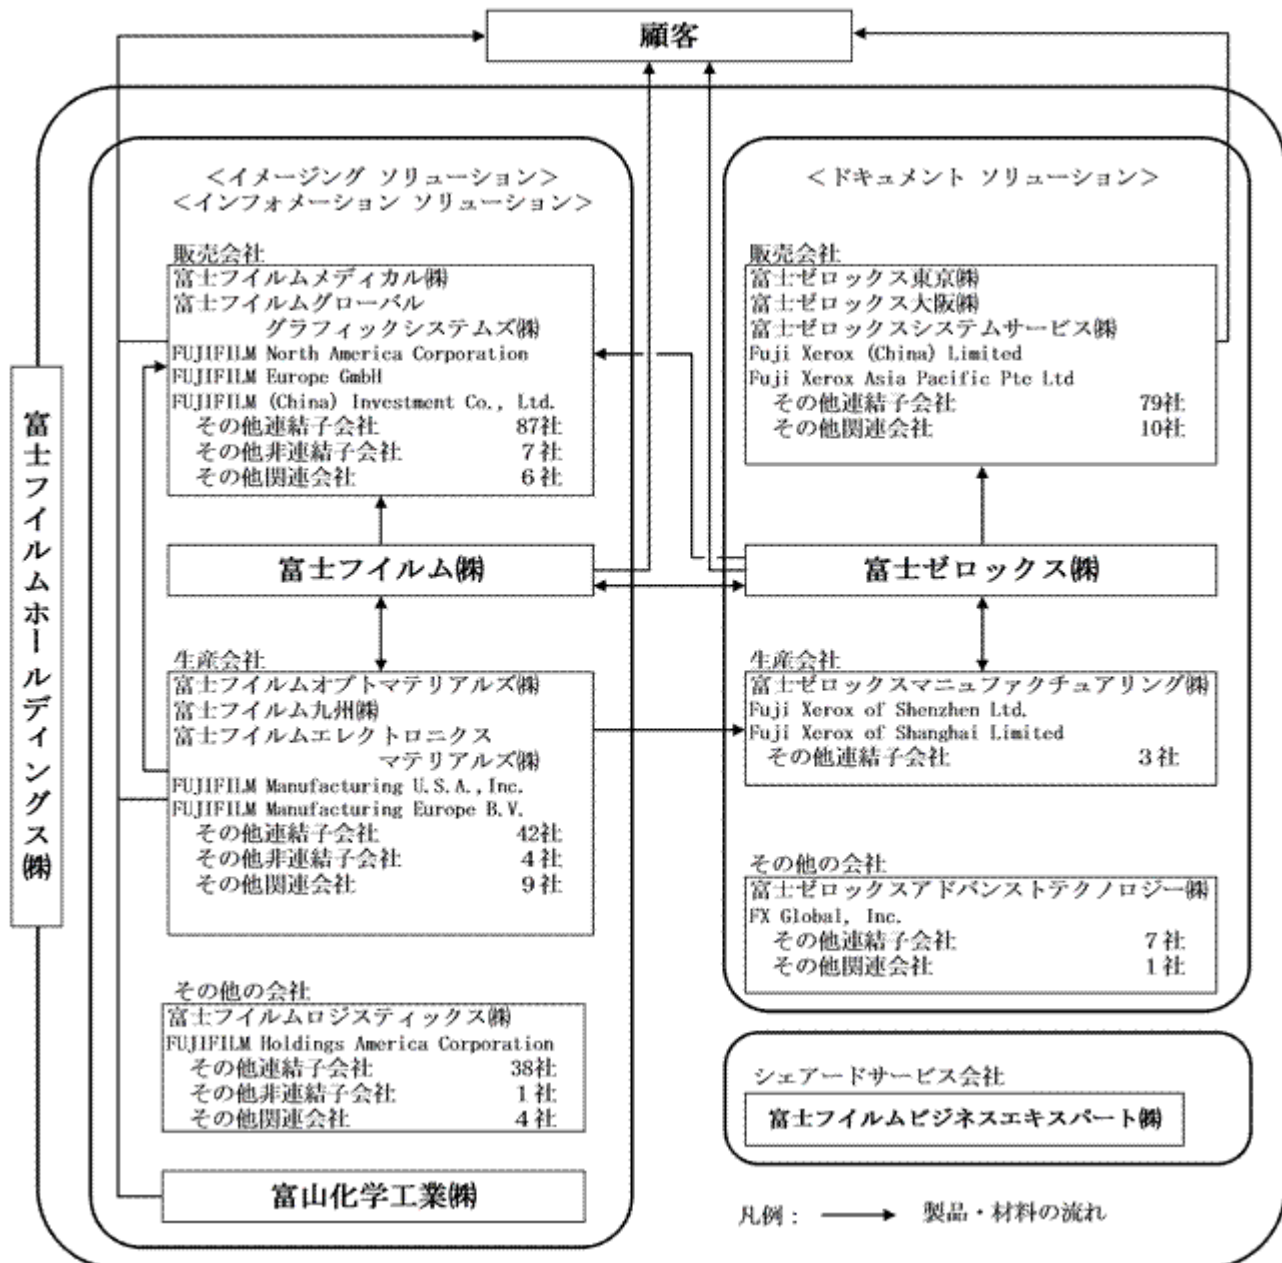 顧客
富士フイルムホールディングス㈱
<イメージング ソリューション>
<インフォメーション ソリューション>
販売会社
富士フイルムメディカル㈱
富士フイルムグローバル
グラフィックシステムズ㈱
FUJIFILM North America Corporation
FUJIFILM Europe GmbH
FUJIFILM (China) Investment Co., Ltd.
その他連結子会社 87社
その他非連結子会社 7社
その他関連会社 6社
富士フイルム㈱
生産会社
富士フイルムオプトマテリアルズ㈱
富士フイルム九州㈱
富士フイルムエレクトロニクス
マテリアルズ㈱
FUJIFILM Manufacturing U.S.A.,Inc.
FUJIFILM Manufacturing Europe B.V.
その他連結子会社 42社
その他非連結子会社 4社
その他関連会社 9社
その他の会社
富士フイルムロジスティックス㈱
FUJIFILM Holdings America Corporation
その他連結子会社 38社
その他非連結子会社 1社
その他関連会社 4社
富山化学工業㈱
<ドキュメント ソリューション>
販売会社
富士ゼロックス東京㈱
富士ゼロックス大阪㈱
富士ゼロックスシステムサービス㈱
Fuji Xerox (China) Limited
Fuji Xerox Asia Pacific Pte Ltd
その他連結子会社 79社
その他関連会社 10社
富士ゼロックス㈱
生産会社
富士ゼロックスマニュファクチュアリング㈱
Fuji Xerox of Shenzhen Ltd.
Fuji Xerox of Shanghai Limited
その他連結子会社 3社
その他の会社
富士ゼロックスアドバンストテクノロジー㈱
FX Global, Inc.
その他連結子会社 7社
その他関連会社 1社
シェアードサービス会社
富士フイルムビジネスエキスパート㈱
凡例: 製品・材料の流れ